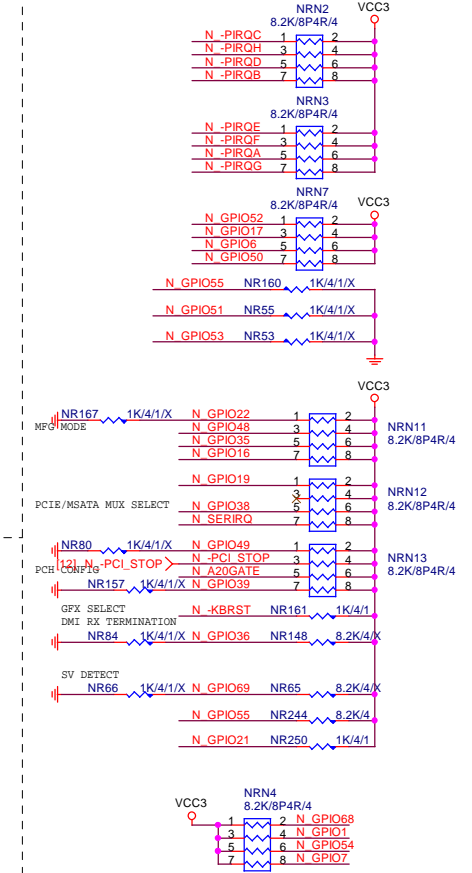 NRN2
8.2K/8P4R/4
VCC3
N_-PIRQC 1 2
N_-PIRQH 3 4
N_-PIRQD 5 6
N_-PIRQB 7 8
NRN3
8.2K/8P4R/4
N_-PIRQE 1 2
N_-PIRQF 3 4
N_-PIRQA 5 6
N_-PIRQG 7 8
NRN7
8.2K/8P4R/4
VCC3
N_GPIO52 1 2
N_GPIO17 3 4
N_GPIO6 5 6
N_GPIO50 7 8
N_GPIO55 NR160 1K/4/1/X
N_GPIO51 NR55 1K/4/1/X
N_GPIO53 NR53 1K/4/1/X
VCC3
NR167 1K/4/1/X N_GPIO22 1 2
MFG MODE
N_GPIO48 3 4
NRN11
N_GPIO35 5 6
8.2K/8P4R/4
N_GPIO16 7 8
N_GPIO19 1 2
3 4
NRN12
PCIE/MSATA MUX SELECT
N_GPIO38 5 6
8.2K/8P4R/4
N_SERIRQ 7 8
NR80 1K/4/1/X N_GPIO49 1 2
[12] N_-PCI_STOP N_-PCI_STOP 3 4
NRN13
PCH CONFIG
N_A20GATE 5 6
8.2K/8P4R/4
NR157 1K/4/1/X N_GPIO39 7 8
GFX SELECT
N_-KBRST NR161 1K/4/1
DMI RX TERMINATION
NR84 1K/4/1/X N_GPIO36 NR148 8.2K/4/X
SV DETECT
NR66 1K/4/1/X N_GPIO69 NR65 8.2K/4/X
N_GPIO55 NR244 8.2K/4
N_GPIO21 NR250 1K/4/1
NRN4
VCC3
8.2K/8P4R/4
1 2 N_GPIO68
3 4 N_GPIO1
5 6 N_GPIO54
7 8 N_GPIO7